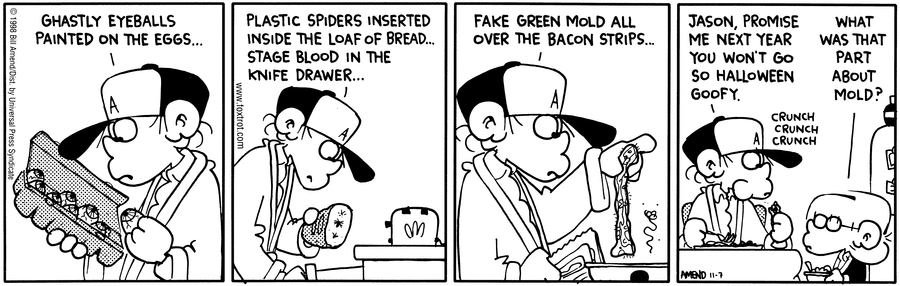 © 1998 Bill Amend/Dist. by Universal Press Syndicate
GHASTLY EYEBALLS
PAINTED ON THE EGGS...
A
PLASTIC SPIDERS INSERTED
INSIDE THE LOAF OF BREAD...
STAGE BLOOD IN THE
KNIFE DRAWER...
www.foxtrot.com
A
FAKE GREEN MOLD ALL
OVER THE BACON STRIPS...
A
JASON, PROMISE
ME NEXT YEAR
YOU WON'T GO
SO HALLOWEEN
GOOFY.
WHAT
WAS THAT
PART
ABOUT
MOLD?
CRUNCH
CRUNCH
CRUNCH
A
AMEND 11-7